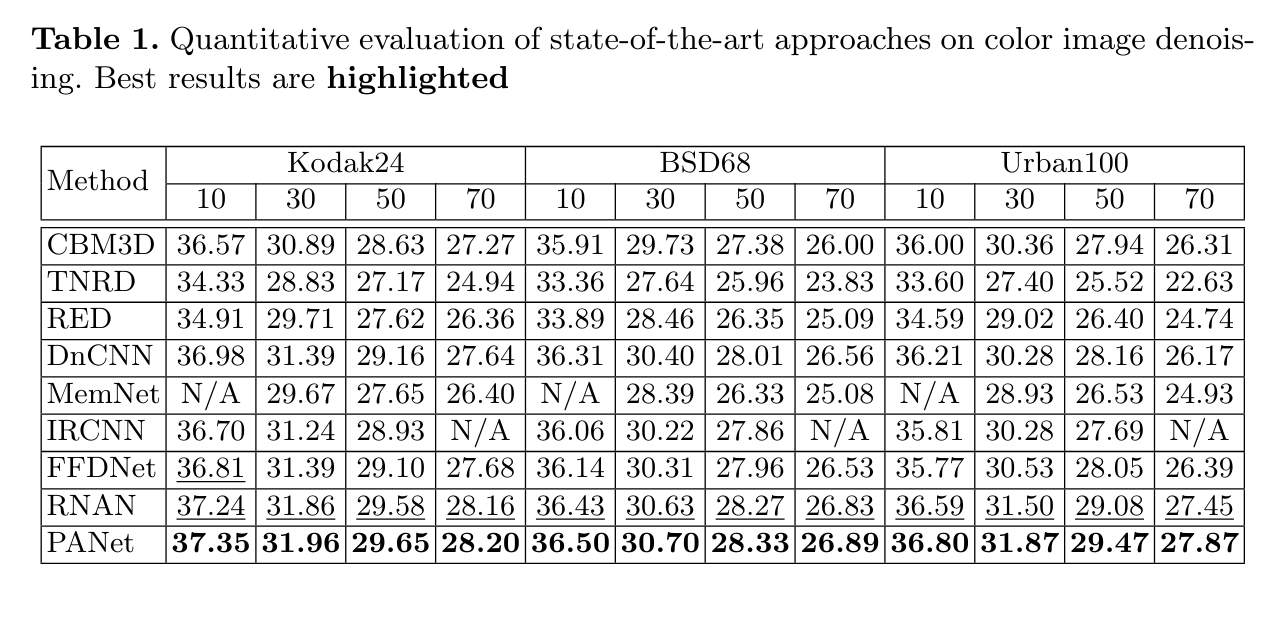 Table 1. Quantitative evaluation of state-of-the-art approaches on color image denois-
ing. Best results are highlighted
Method Kodak24 BSD68 Urban100
10 30 50 70 10 30 50 70 10 30 50 70
CBM3D 36.57 30.89 28.63 27.27 35.91 29.73 27.38 26.00 36.00 30.36 27.94 26.31
TNRD 34.33 28.83 27.17 24.94 33.36 27.64 25.96 23.83 33.60 27.40 25.52 22.63
RED 34.91 29.71 27.62 26.36 33.89 28.46 26.35 25.09 34.59 29.02 26.40 24.74
DnCNN 36.98 31.39 29.16 27.64 36.31 30.40 28.01 26.56 36.21 30.28 28.16 26.17
MemNet N/A 29.67 27.65 26.40 N/A 28.39 26.33 25.08 N/A 28.93 26.53 24.93
IRCNN 36.70 31.24 28.93 N/A 36.06 30.22 27.86 N/A 35.81 30.28 27.69 N/A
FFDNet 36.81 31.39 29.10 27.68 36.14 30.31 27.96 26.53 35.77 30.53 28.05 26.39
RNAN 37.24 31.86 29.58 28.16 36.43 30.63 28.27 26.83 36.59 31.50 29.08 27.45
PANet 37.35 31.96 29.65 28.20 36.50 30.70 28.33 26.89 36.80 31.87 29.47 27.87